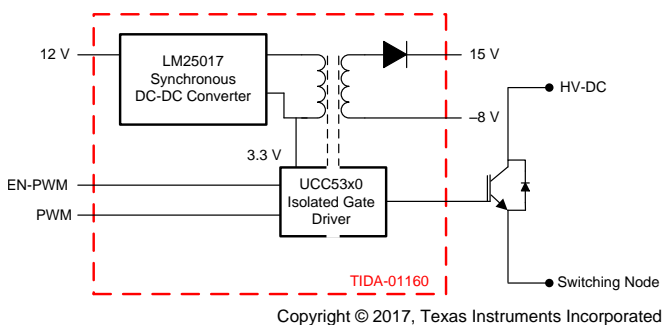 12 V
LM25017
Synchronous
DC-DC Converter
15 V
–8 V
HV-DC
3.3 V
EN-PWM
PWM
UCC53x0
Isolated Gate
Driver
TIDA-01160
Switching Node
Copyright © 2017, Texas Instruments Incorporated